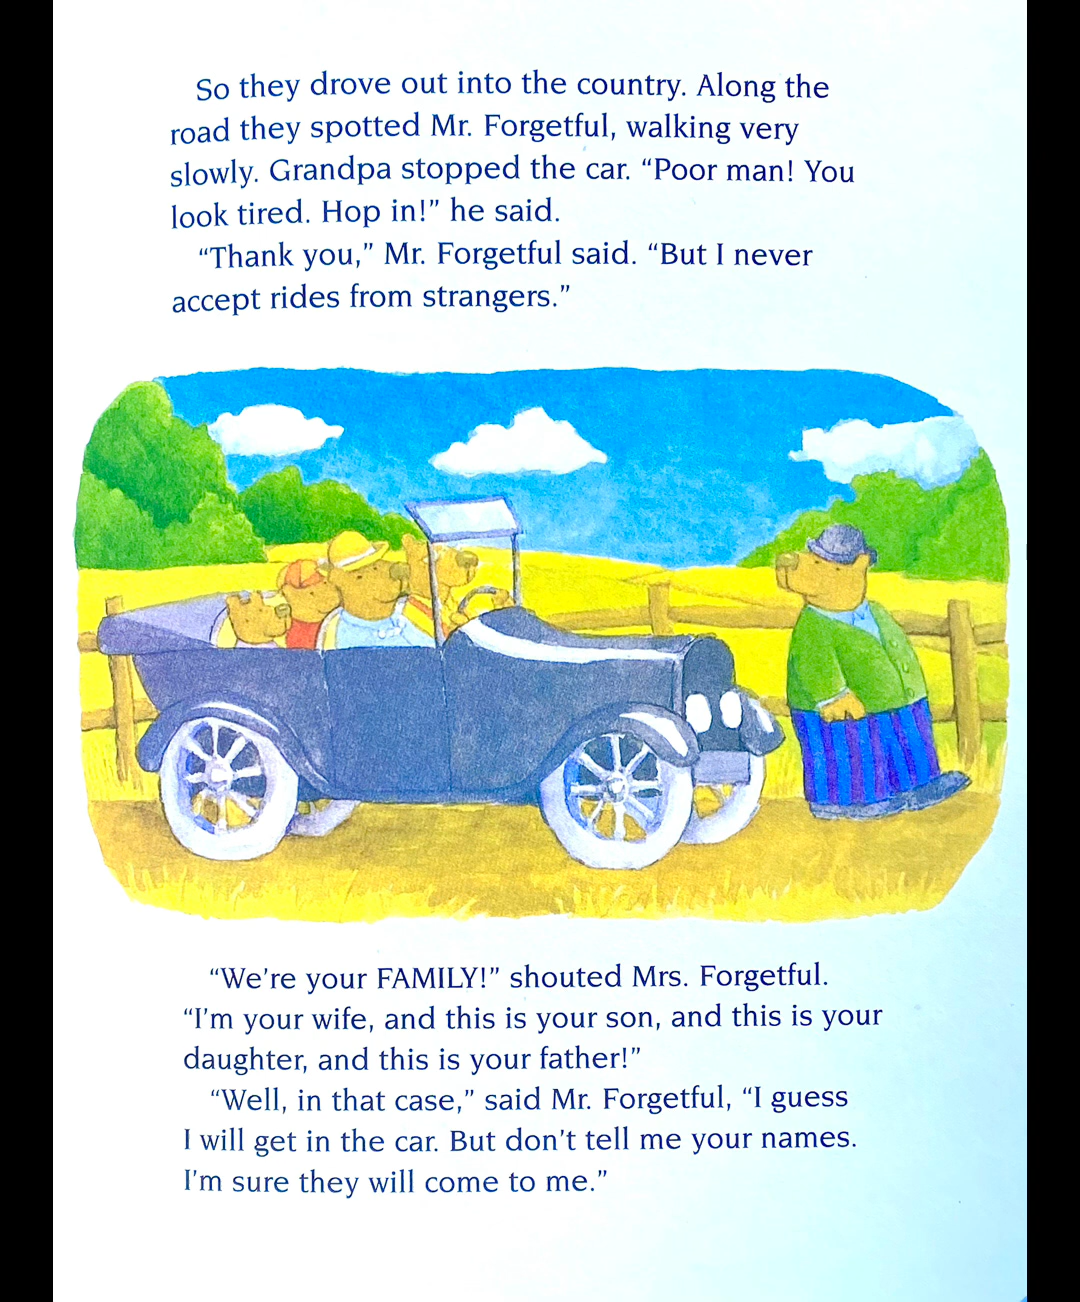 So they drove out into the country. Along the
road they spotted Mr. Forgetful, walking very
slowly. Grandpa stopped the car. “Poor man! You
look tired. Hop in!” he said.
“Thank you,” Mr. Forgetful said. “But I never
accept rides from strangers.”
“We’re your FAMILY!” shouted Mrs. Forgetful.
“I’m your wife, and this is your son, and this is your
daughter, and this is your father!”
“Well, in that case,” said Mr. Forgetful, “I guess
I will get in the car. But don’t tell me your names.
I’m sure they will come to me.”